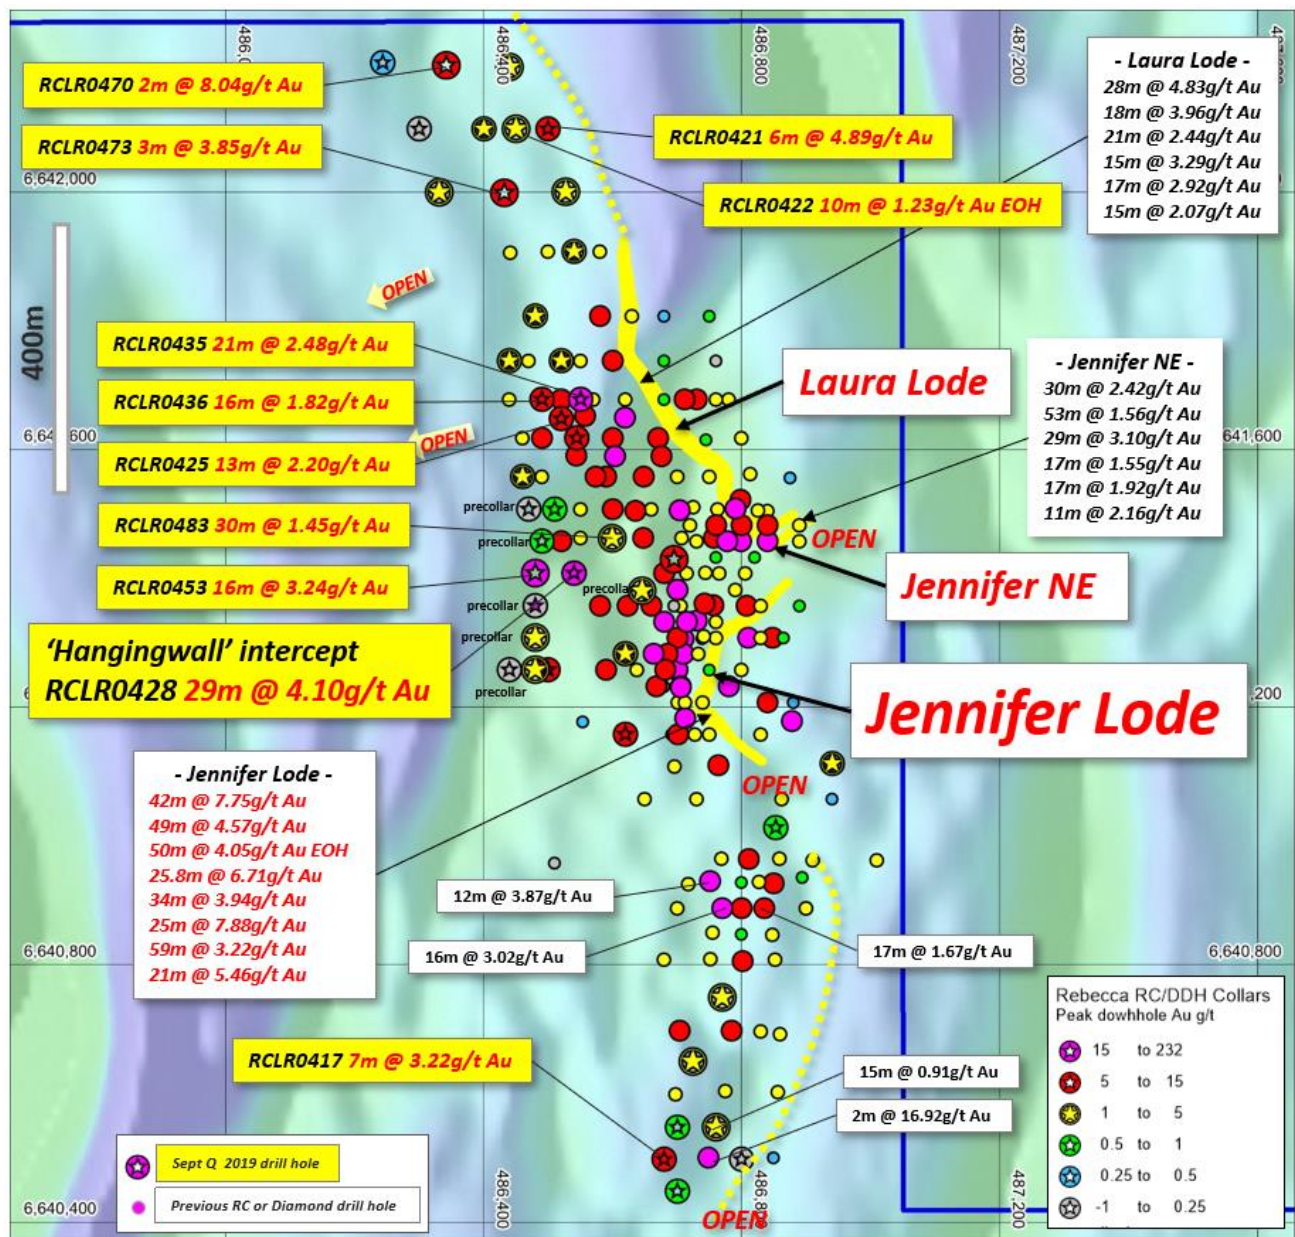 486,0
486,400
486,800
487,200
- Laura Lode -
28m @ 4.83g/t Au
18m @ 3.96g/t Au
21m @ 2.44g/t Au
15m @ 3.29g/t Au
17m @ 2.92g/t Au
15m @ 2.07g/t Au
RCLR0470 2m @ 8.04g/t Au
RCLR0473 3m @ 3.85g/t Au
RCLR0421 6m @ 4.89g/t Au
6,642,000
RCLR0422 10m @ 1.23g/t Au EOH
400m
OPEN
RCLR0435 21m @ 2.48g/t Au
RCLR0436 16m @ 1.82g/t Au
OPEN
RCLR0425 13m @ 2.20g/t Au
Laura Lode
- Jennifer NE -
30m @ 2.42g/t Au
53m @ 1.56g/t Au
29m @ 3.10g/t Au
17m @ 1.55g/t Au
17m @ 1.92g/t Au
11m @ 2.16g/t Au
641,600
precollar
RCLR0483 30m @ 1.45g/t Au
precollar
OPEN
RCLR0453 16m @ 3.24g/t Au
precollar
Jennifer NE
precollar
precollar
'Hangingwall' intercept
RCLR0428 29m @ 4.10g/t Au
precollar
Jennifer Lode
,200
- Jennifer Lode -
42m @ 7.75g/t Au
49m @ 4.57g/t Au
50m @ 4.05g/t Au EOH
25.8m @ 6.71g/t Au
34m @ 3.94g/t Au
25m @ 7.88g/t Au
59m @ 3.22g/t Au
21m @ 5.46g/t Au
OPEN
12m @ 3.87g/t Au
16m @ 3.02g/t Au
17m @ 1.67g/t Au
6,640,800
6,640,800
RCLR0417 7m @ 3.22g/t Au
15m @ 0.91g/t Au
2m @ 16.92g/t Au
Rebecca RC/DDH Collars
Peak dowhhole Au g/t
15 to 232
5 to 15
1 to 5
0.5 to 1
0.25 to 0.5
-1 to 0.25
Sept Q 2019 drill hole
Previous RC or Diamond drill hole
6,640,400
486,400
486,8
487,200
OPEN